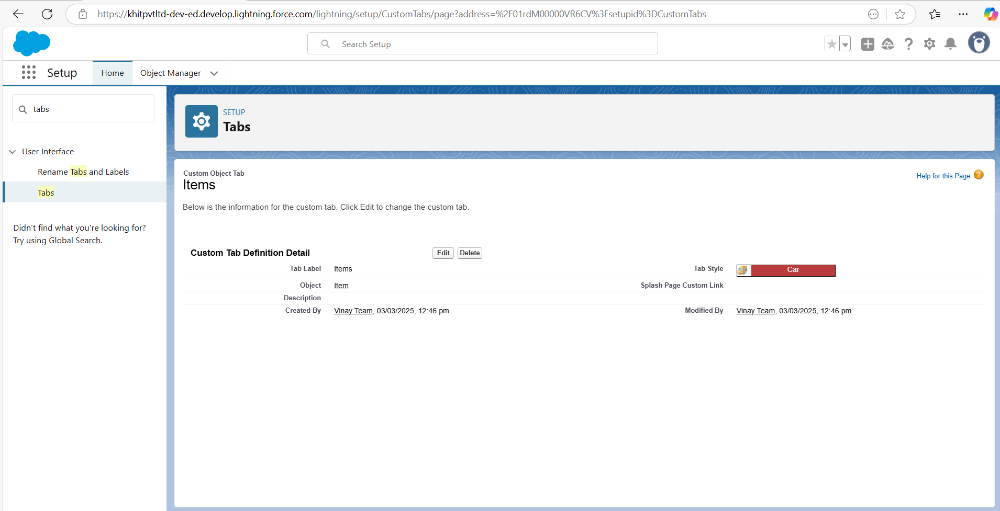 https://khitpvtltd-dev-ed.develop.lightning.force.com/lightning/setup/CustomTabs/page?address=%2F01rdM00000VR6CV%3Fsetupid%3DCustomTabs
Search Setup
Setup
Home
Object Manager
tabs
User Interface
Rename Tabs and Labels
Tabs
Didn't find what you're looking for?
Try using Global Search.
SETUP
Tabs
Custom Object Tab
Items
Help for this Page
Below is the information for the custom tab. Click Edit to change the custom tab.
Custom Tab Definition Detail Edit Delete
Tab Label Items Tab Style Car
Object Item Splash Page Custom Link
Description
Created By Vinay Team, 03/03/2025, 12:46 pm Modified By Vinay Team, 03/03/2025, 12:46 pm